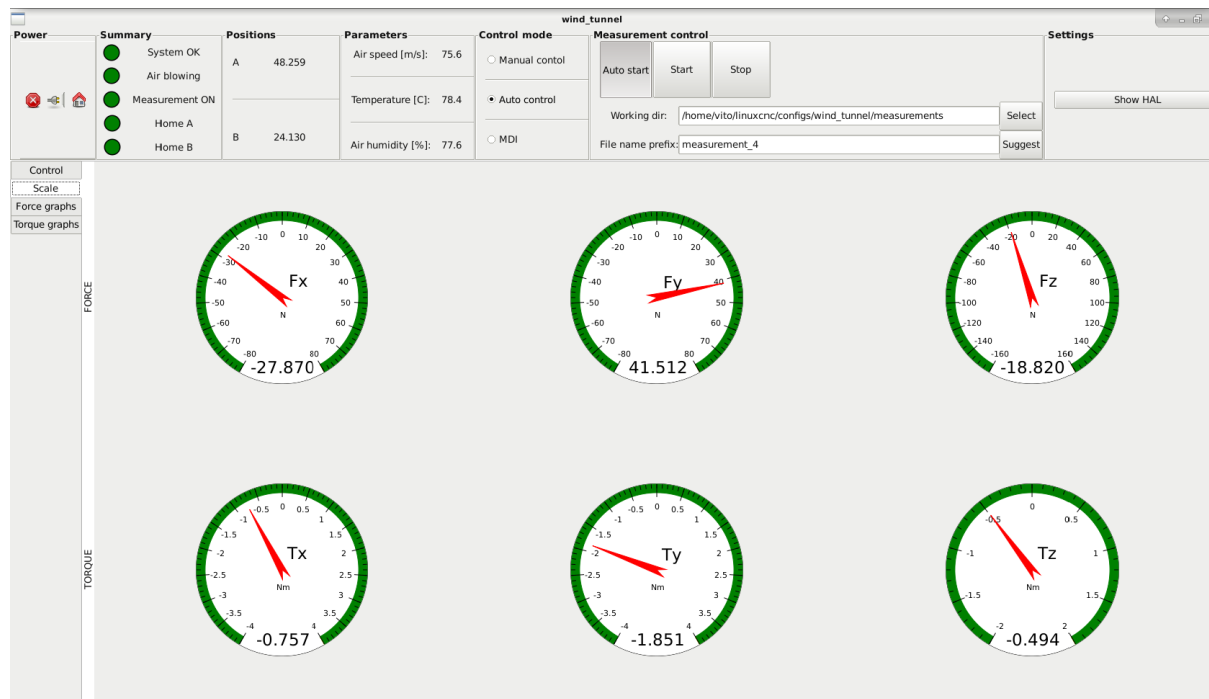 wind_tunnel
Power
Summary
System OK
Air blowing
Measurement ON
Home A
Home B
Positions
A 48.259
B 24.130
Parameters
Air speed [m/s]: 75.6
Temperature [C]: 78.4
Air humidity [%]: 77.6
Control mode
Manual contol
Auto control
MDI
Measurement control
Auto start Start Stop
Working dir: /home/vito/linuxcnc/configs/wind_tunnel/measurements Select
File name prefix: measurement_4 Suggest
Settings
Show HAL
Control
Scale
Force graphs
Torque graphs
FORCE
-80 -70 -60 -50 -40 -30 -20 -10 0 10 20 30 40 50 60 70 80
Fx
N
-27.870
-80 -70 -60 -50 -40 -30 -20 -10 0 10 20 30 40 50 60 70 80
Fy
N
41.512
-160 -140 -120 -100 -80 -60 -40 -20 0 20 40 60 80 100 120 140 160
Fz
N
-18.820
TORQUE
-4 -3.5 -3 -2.5 -2 -1.5 -1 -0.5 0 0.5 1 1.5 2 2.5 3 3.5 4
Tx
Nm
-0.757
-4 -3.5 -3 -2.5 -2 -1.5 -1 -0.5 0 0.5 1 1.5 2 2.5 3 3.5 4
Ty
Nm
-1.851
-2 -1.5 -1 -0.5 0 0.5 1 1.5 2
Tz
Nm
-0.494